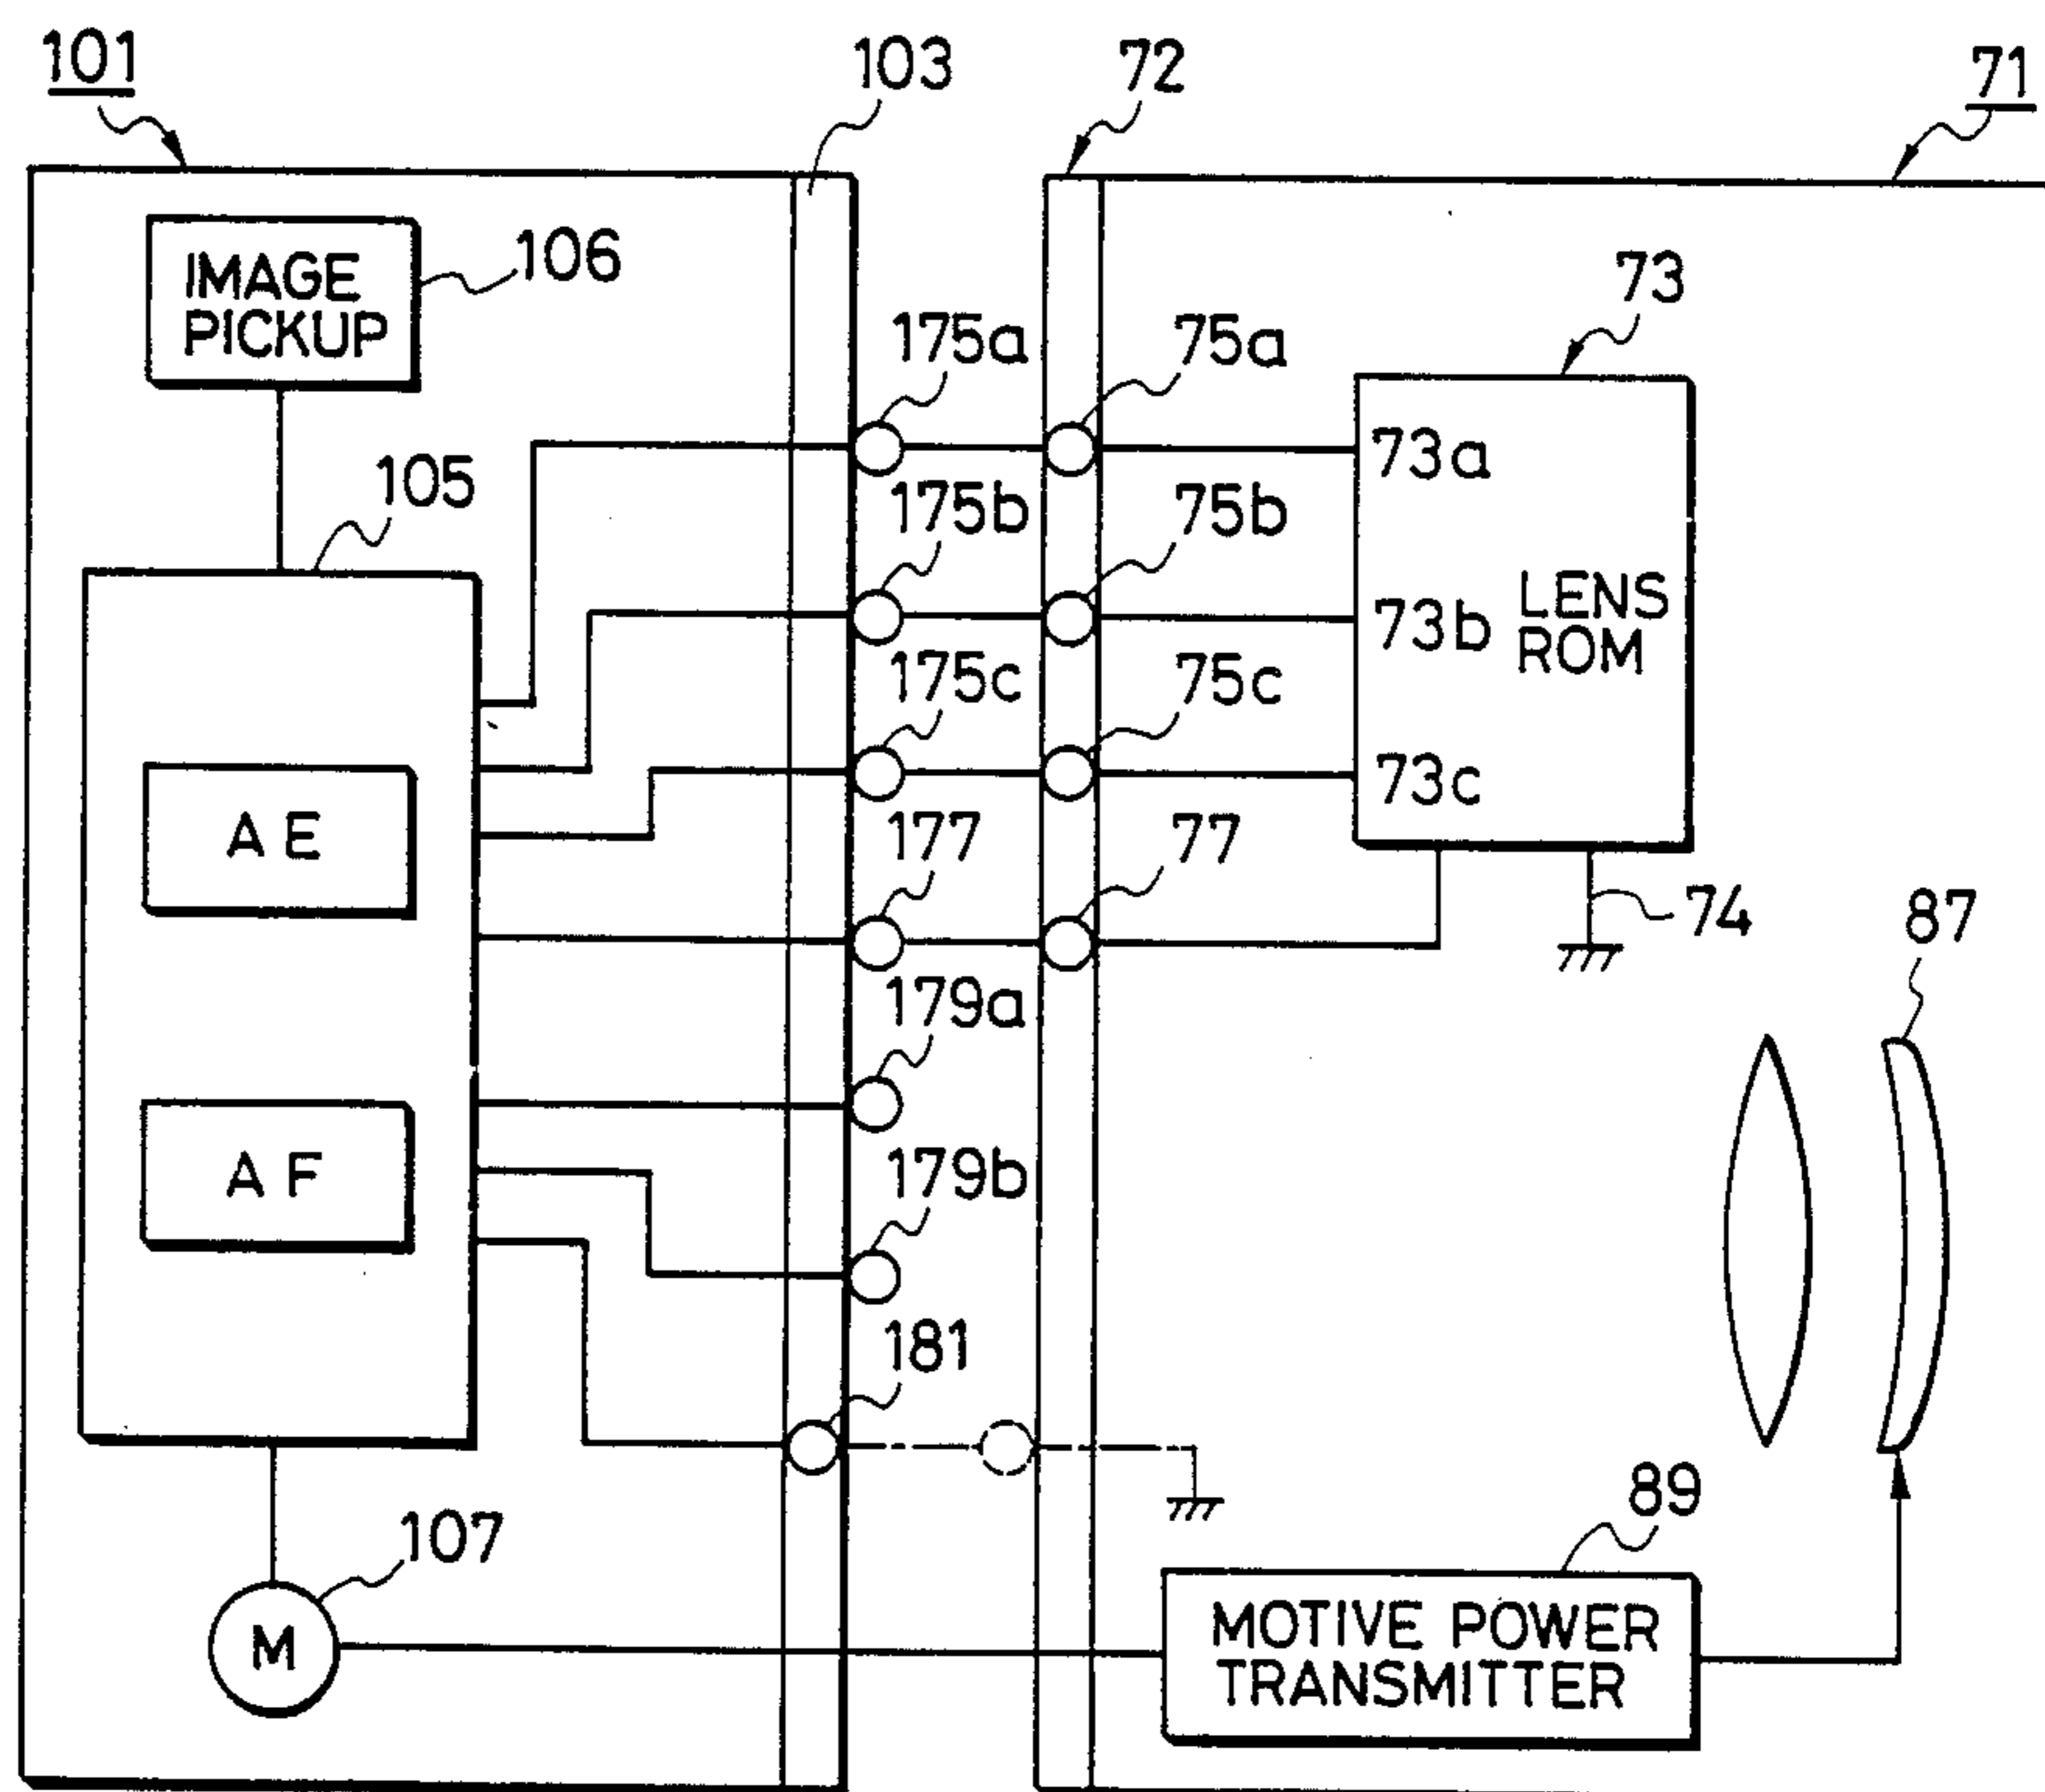 101
103
72
71
IMAGE
PICKUP
106
73
175a
75a
73a
105
175b
75b
73b
LENS
ROM
175c
75c
73c
AE
177
77
74
87
179a
AF
179b
181
107
89
M
MOTIVE POWER
TRANSMITTER